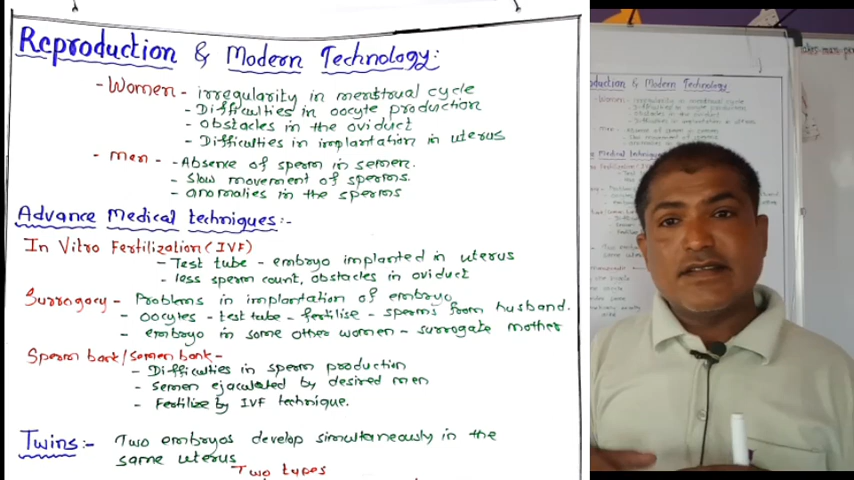 Reproduction & Modern Technology:
- Women - irregularity in menstrual cycle
- Difficulties in oocyte production
- obstacles in the oviduct
- Difficulties in implantation in uterus
- Men - Absence of sperm in semen.
- Slow movement of sperms.
- anomalies in the sperms
Advance Medical techniques:-
In Vitro Fertilization (IVF)
- Test tube - embryo implanted in uterus
- less sperm count, obstacles in oviduct
Surrogacy - Problems in implantation of embryo
- oocytes - test tube - fertilise - sperms from husband.
- embryo in some other women - surrogate mother
Sperm bank/Semen bank -
- Difficulties in sperm production
- Semen ejaculated by desired men
- Fertilize by IVF technique.
Twins:- Two embryos develop simultaneously in the
same uterus
Two types